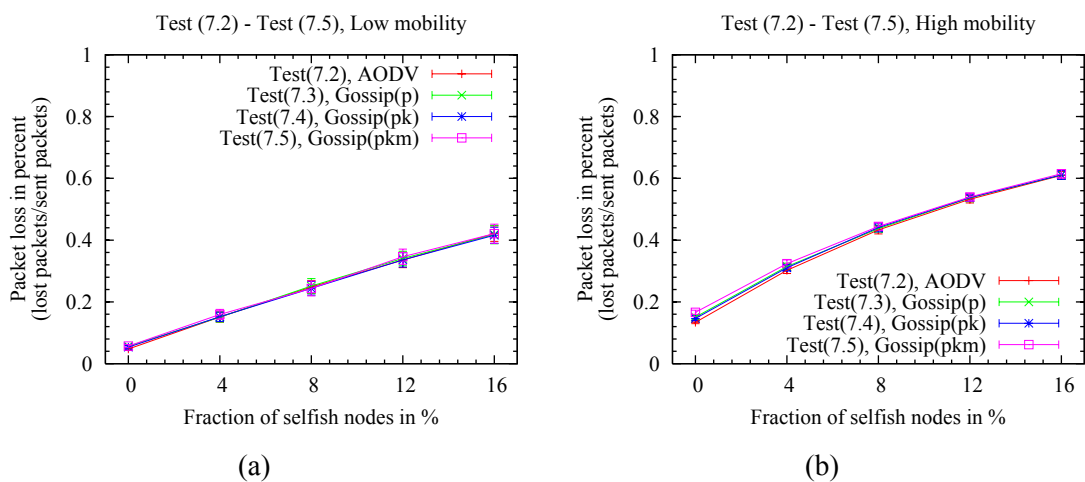 Test (7.2) - Test (7.5), Low mobility
1
0.8
0.6
0.4
0.2
0
0 4 8 12 16
Packet loss in percent
(lost packets/sent packets)
Fraction of selfish nodes in %
Test(7.2), AODV
Test(7.3), Gossip(p)
Test(7.4), Gossip(pk)
Test(7.5), Gossip(pkm)
(a)
Test (7.2) - Test (7.5), High mobility
1
0.8
0.6
0.4
0.2
0
0 4 8 12 16
Packet loss in percent
(lost packets/sent packets)
Fraction of selfish nodes in %
Test(7.2), AODV
Test(7.3), Gossip(p)
Test(7.4), Gossip(pk)
Test(7.5), Gossip(pkm)
(b)